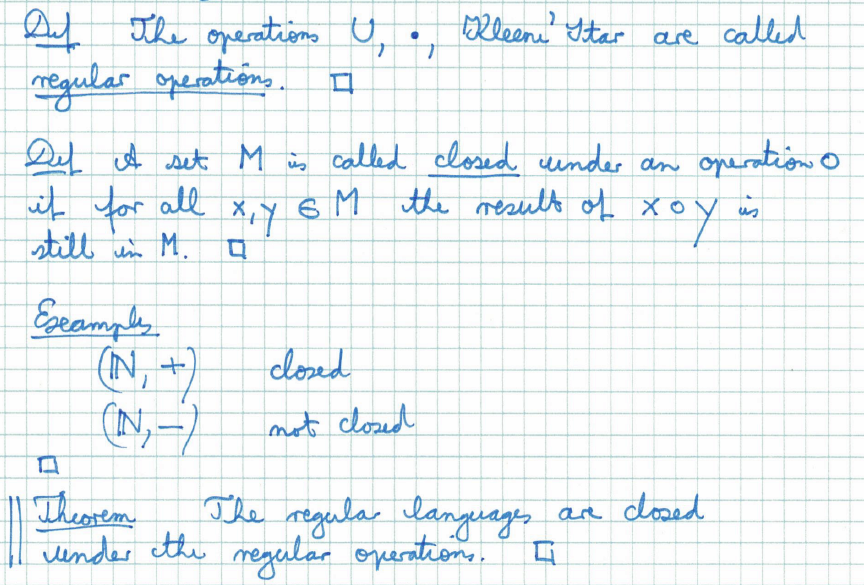 Def The operations ∪, •, Kleene' Star are called
regular operations. □
Def A set M is called closed under an operation ∘
if for all x, y ∈ M the result of x ∘ y is
still in M. □
Examples
(ℕ, +) closed
(ℕ, −) not closed
□
Theorem The regular languages are closed
under the regular operations. □